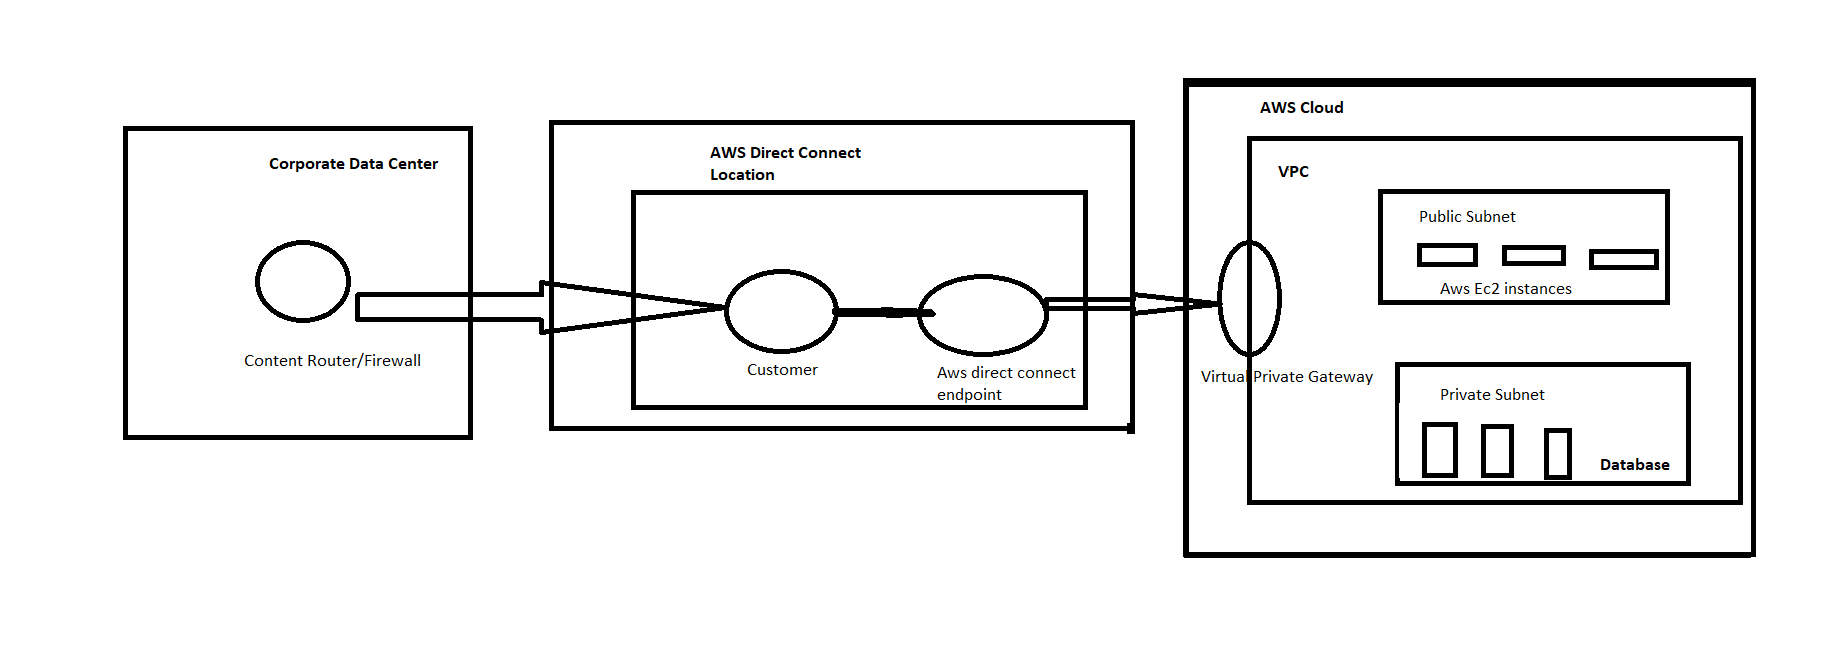 Corporate Data Center
Content Router/Firewall
AWS Direct Connect
Location
Customer
Aws direct connect
endpoint
AWS Cloud
VPC
Virtual Private Gateway
Public Subnet
Aws Ec2 instances
Private Subnet
Database